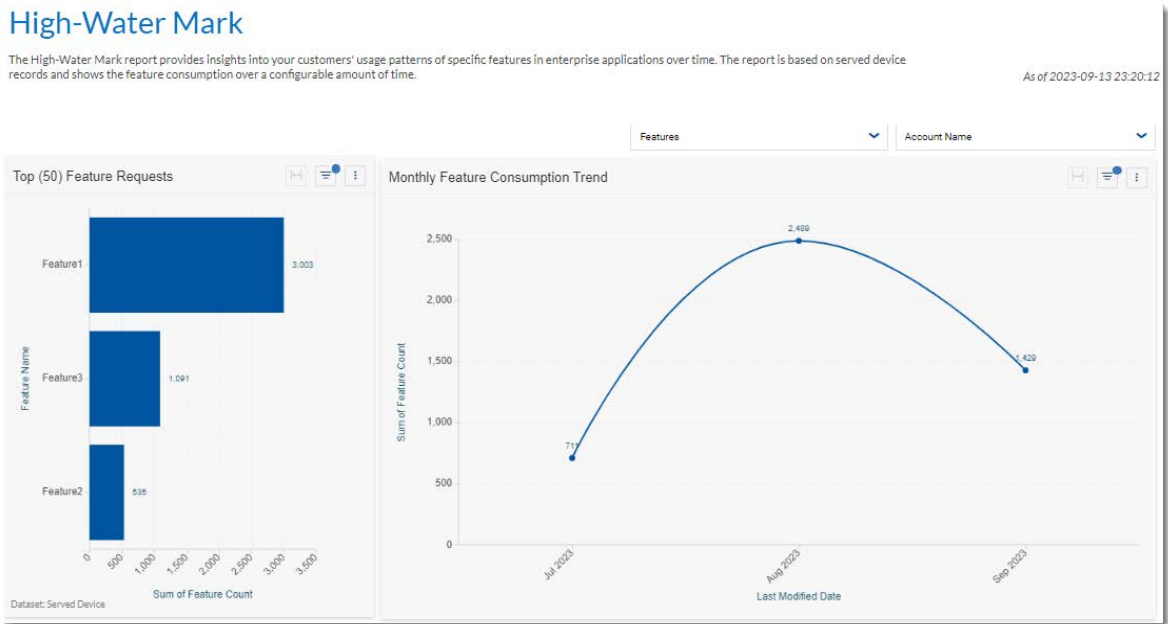 High-Water Mark
The High-Water Mark report provides insights into your customers' usage patterns of specific features in enterprise applications over time. The report is based on served device
records and shows the feature consumption over a configurable amount of time.
As of 2023-09-13 23:20:12
Features
Account Name
Top (50) Feature Requests
Feature Name
Feature1
3,003
Feature3
1,091
Feature2
535
0
500
1,000
1,500
2,000
2,500
3,000
3,500
Sum of Feature Count
Dataset: Served Device
Monthly Feature Consumption Trend
Sum of Feature Count
2,500
2,000
1,500
1,000
500
0
711
2,489
1,429
Jul 2023
Aug 2023
Sep 2023
Last Modified Date